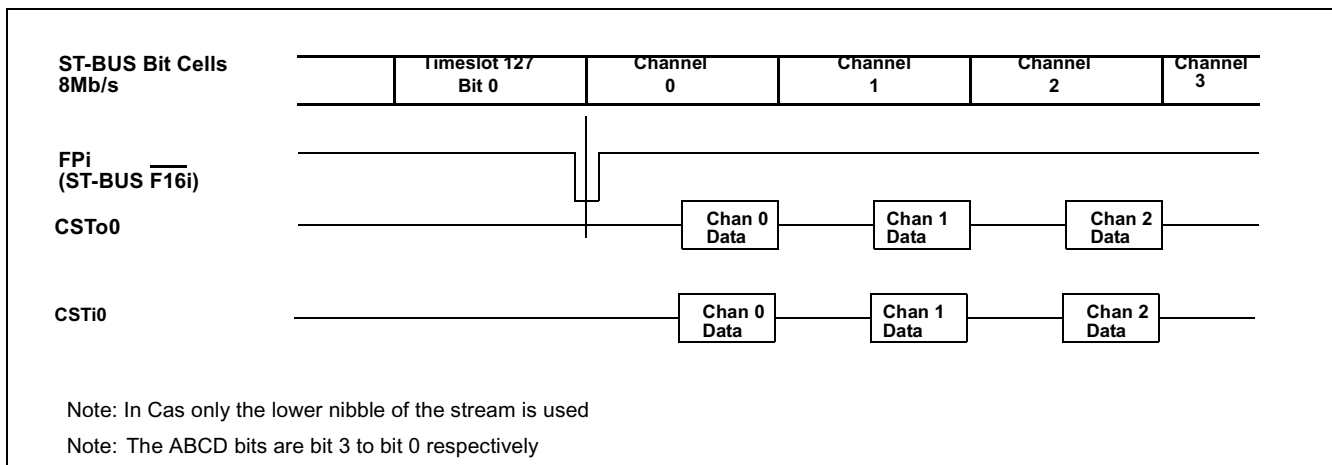 ST-BUS Bit Cells
8Mb/s
Timeslot 127
Bit 0
Channel
0
Channel
1
Channel
2
Channel
3
FPi
(ST-BUS F16i)
CSTo0
Chan 0
Data
Chan 1
Data
Chan 2
Data
CSTi0
Chan 0
Data
Chan 1
Data
Chan 2
Data
Note: In Cas only the lower nibble of the stream is used
Note: The ABCD bits are bit 3 to bit 0 respectively